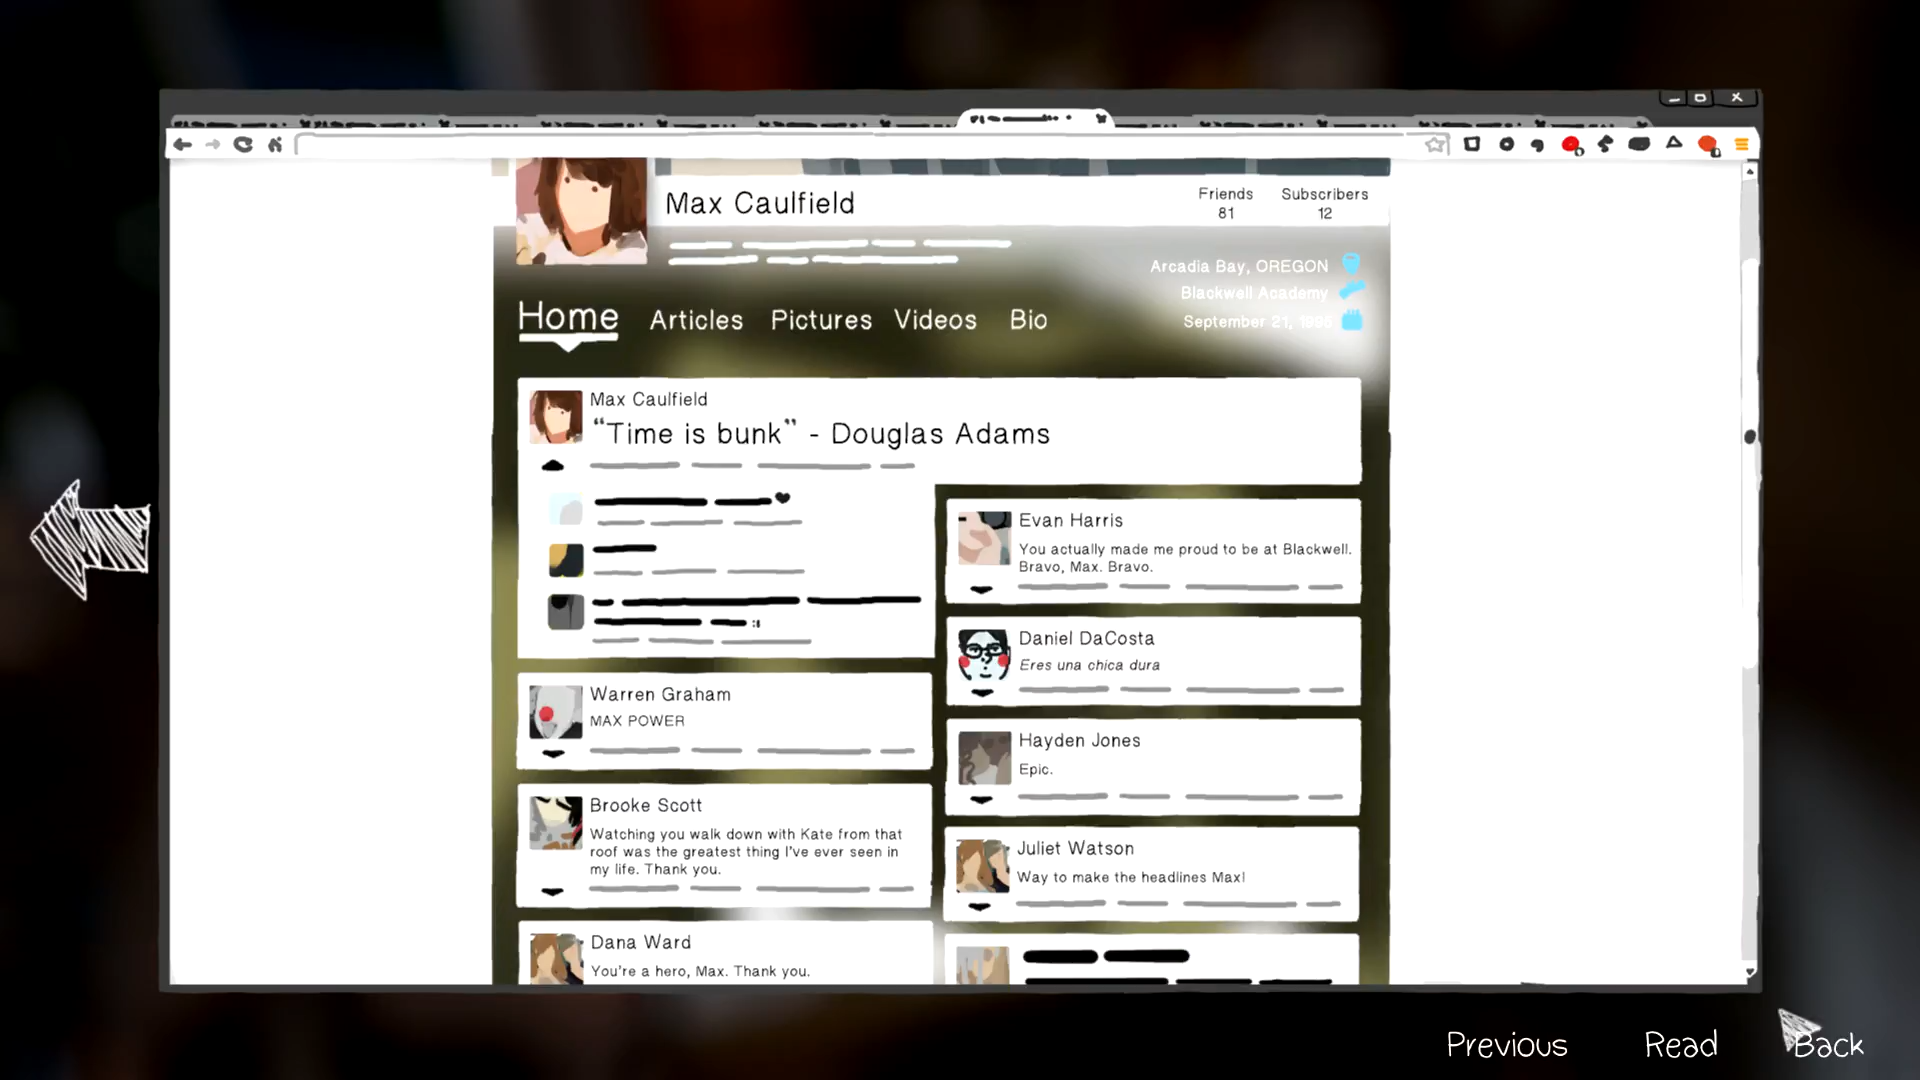 Max Caulfield
Friends
81
Subscribers
12
Arcadia Bay, OREGON
Blackwell Academy
September 21,
Home
Articles
Pictures
Videos
Bio
Max Caulfield
“Time is bunk” - Douglas Adams
Warren Graham
MAX POWER
Brooke Scott
Watching you walk down with Kate from that
roof was the greatest thing I've ever seen in
my life. Thank you.
Dana Ward
You're a hero, Max. Thank you.
Evan Harris
You actually made me proud to be at Blackwell.
Bravo, Max. Bravo.
Daniel DaCosta
Eres una chica dura
Hayden Jones
Epic.
Juliet Watson
Way to make the headlines Max!
Previous
Read
Back